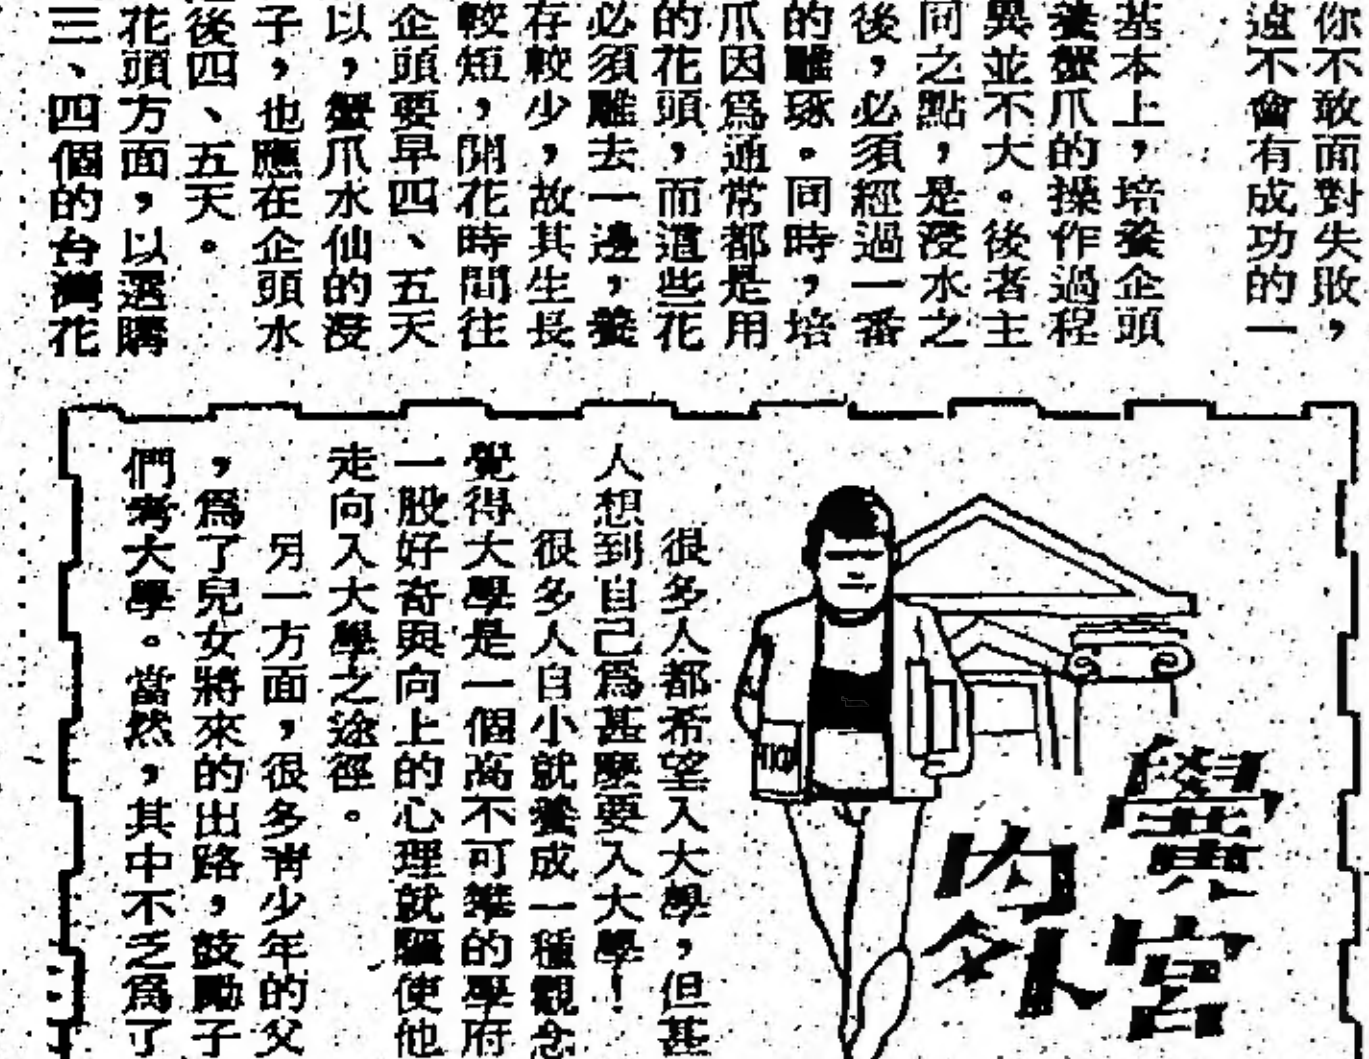 你不敢面對失敗，
遠不會有成功的一
基本上，培養企頭
養蟹爪的操作過程
異並不大。後者主
同之點，是浸水之
後，必須經過一番
的雕琢。同時，培
爪因爲通常都是用
的花頭，而這些花
必須雕去一邊，養
存較少，故其生長
較短，開花時間往
企頭要早四、五天
以，蟹爪水仙的浸
子，也應在企頭水
後四、五天。
花頭方面，以選購
三、四個的台灣花
學宮
內外
很多人都希望入大學，但甚
人想到自己爲甚麼要入大學！
很多人自小就養成一種觀念
覺得大學是一個高不可攀的學府
一股好奇與向上的心理就驅使他
走向入大學之途徑。
另一方面，很多青少年的父
，爲了兒女將來的出路，鼓勵子
們考大學。當然，其中不乏爲了